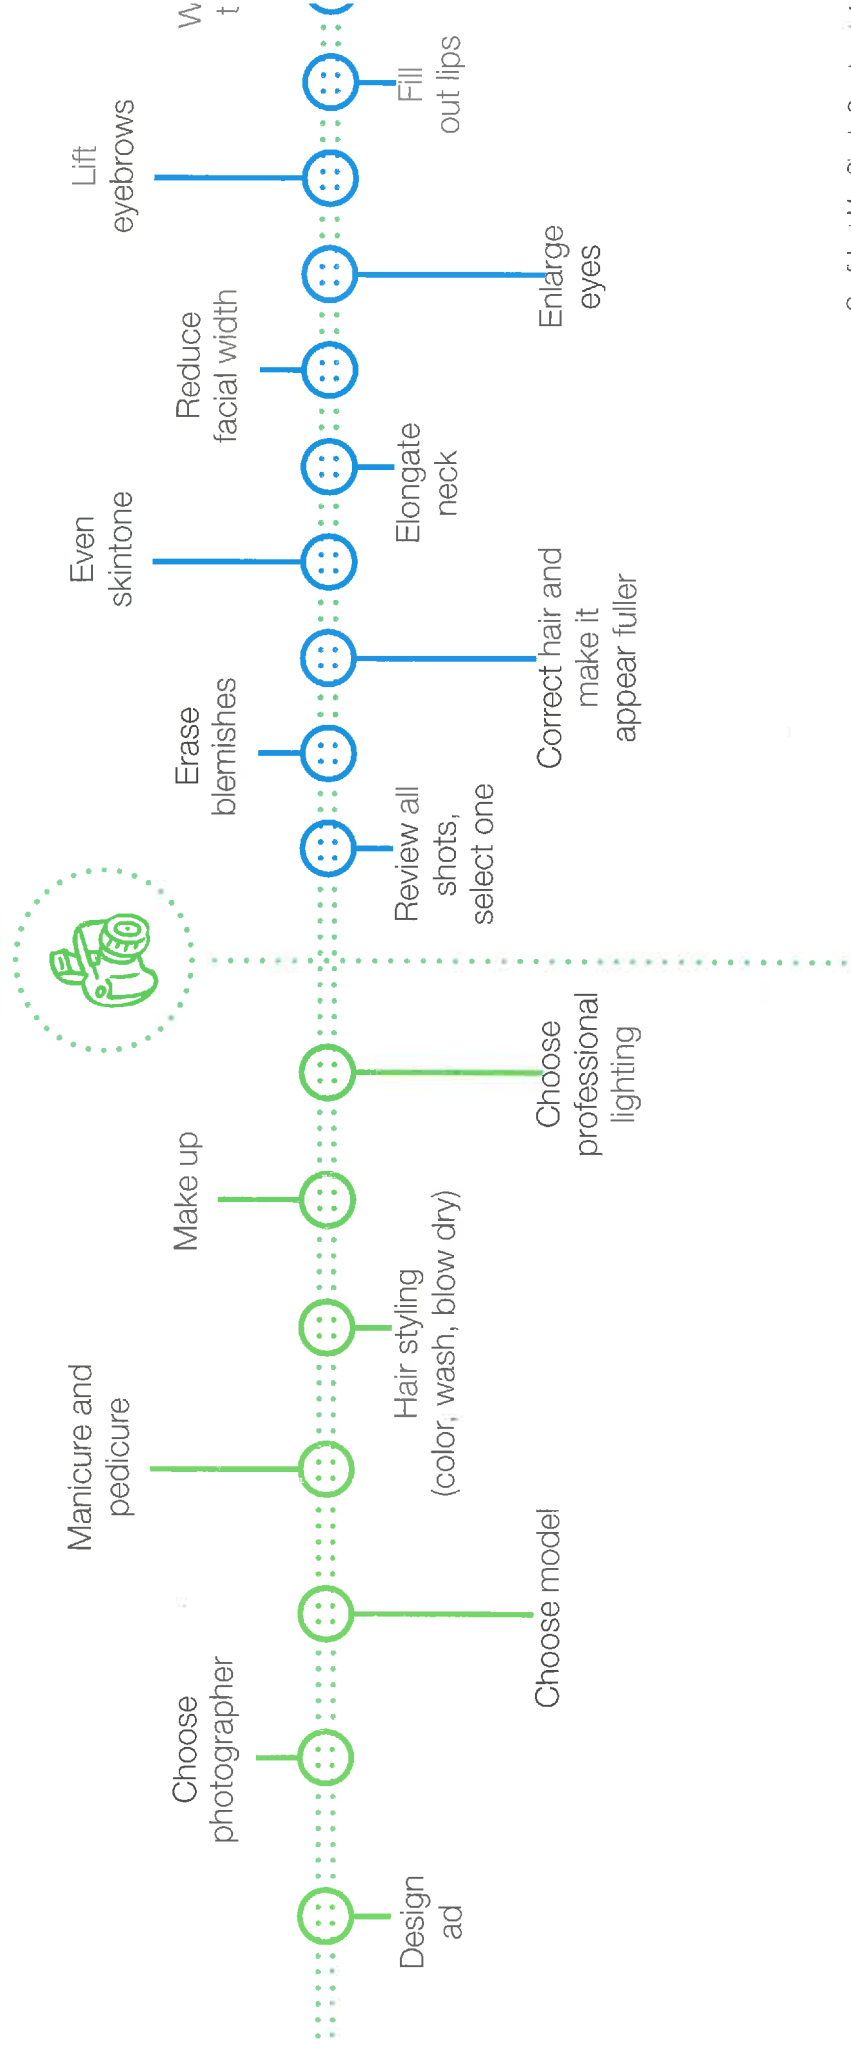 Design
ad
Choose
photographer
Choose model
Manicure and
pedicure
Hair styling
(color, wash, blow dry)
Make up
Choose
professional
lighting
Review all
shots,
select one
Erase
blemishes
Correct hair and
make it
appear fuller
Even
skintone
Elongate
neck
Reduce
facial width
Enlarge
eyes
Lift
eyebrows
Fill
out lips